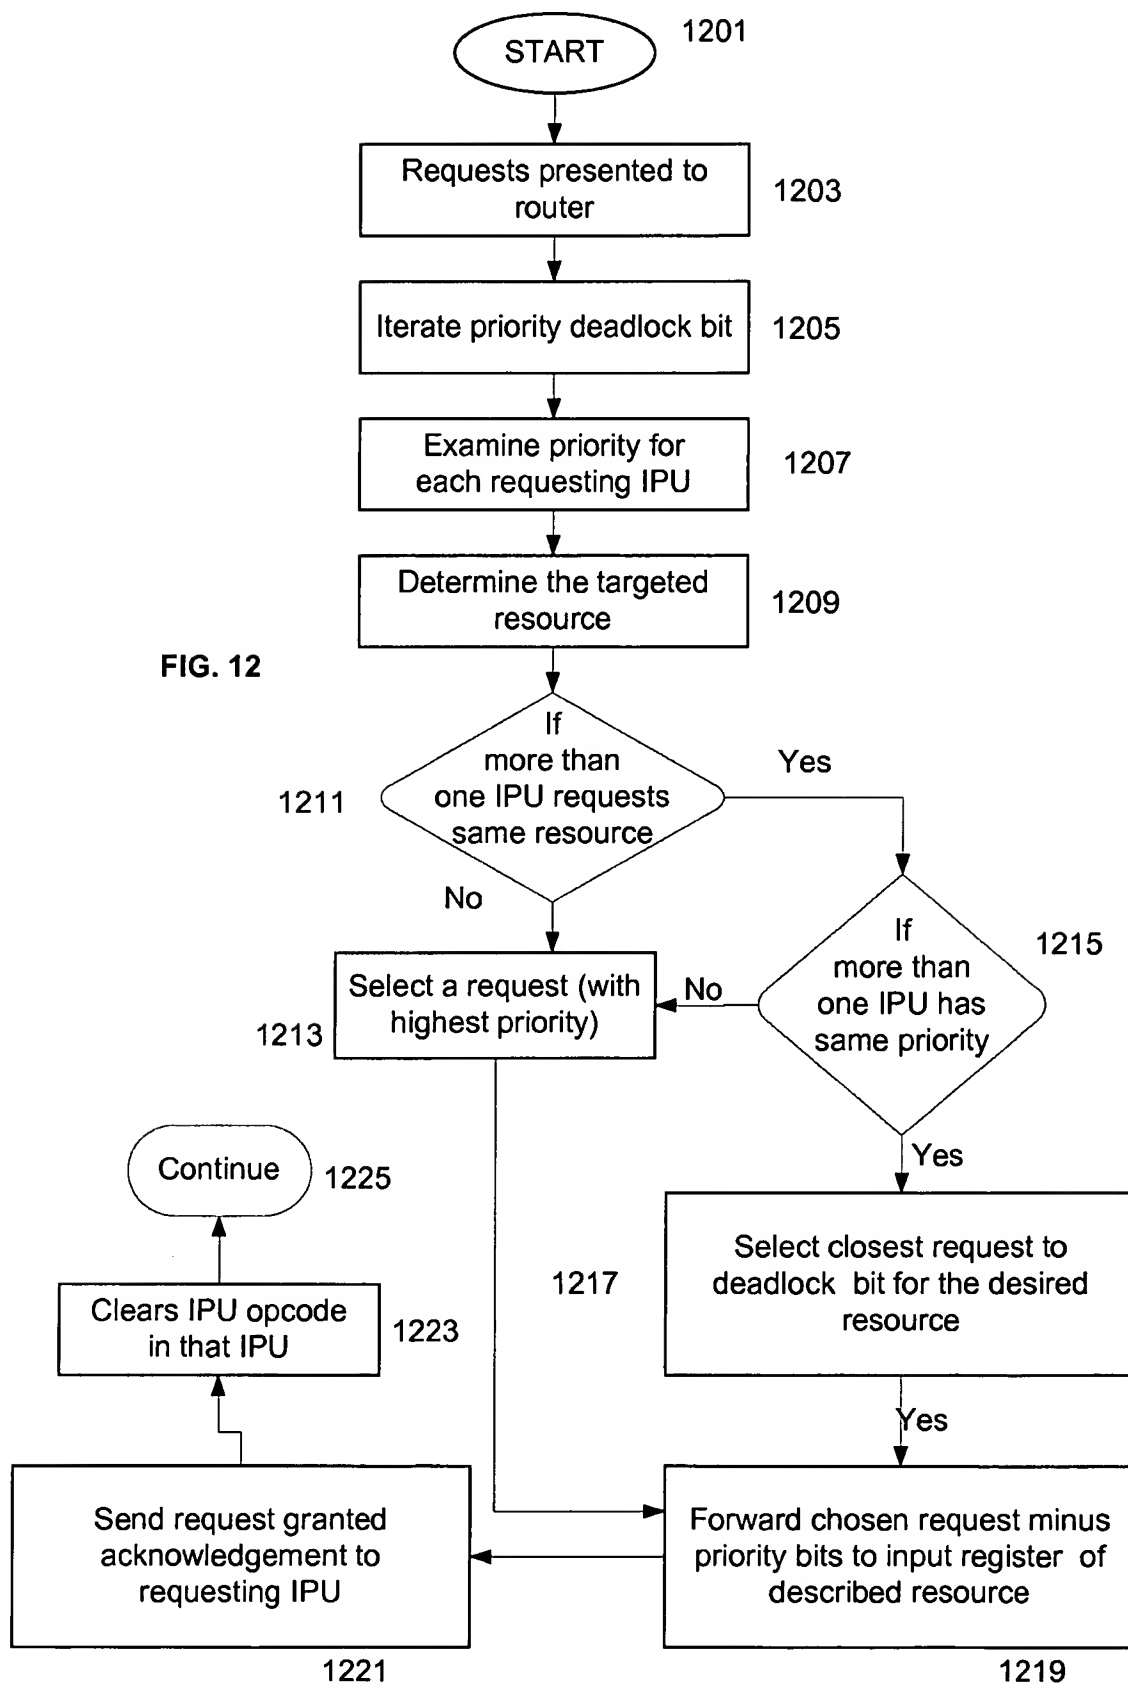 START
1201
Requests presented to
router
1203
Iterate priority deadlock bit
1205
Examine priority for
each requesting IPU
1207
Determine the targeted
resource
1209
FIG. 12
If
more than
one IPU requests
same resource
1211
Yes
No
If
more than
one IPU has
same priority
1215
No
Select a request (with
highest priority)
1213
Yes
Continue
1225
Select closest request to
deadlock bit for the desired
resource
1217
Clears IPU opcode
in that IPU
1223
Yes
Send request granted
acknowledgement to
requesting IPU
1221
Forward chosen request minus
priority bits to input register of
described resource
1219